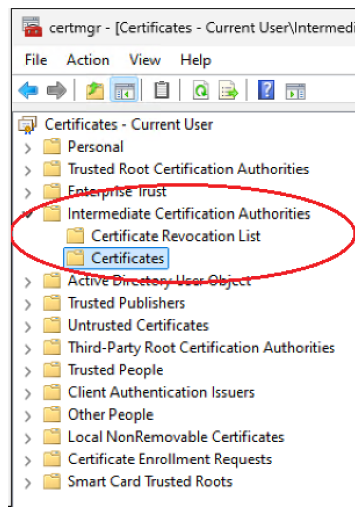 certmgr - [Certificates - Current User\Intermedi
File Action View Help
Certificates - Current User
Personal
Trusted Root Certification Authorities
Enterprise Trust
Intermediate Certification Authorities
Certificate Revocation List
Certificates
Active Directory User Object
Trusted Publishers
Untrusted Certificates
Third-Party Root Certification Authorities
Trusted People
Client Authentication Issuers
Other People
Local NonRemovable Certificates
Certificate Enrollment Requests
Smart Card Trusted Roots